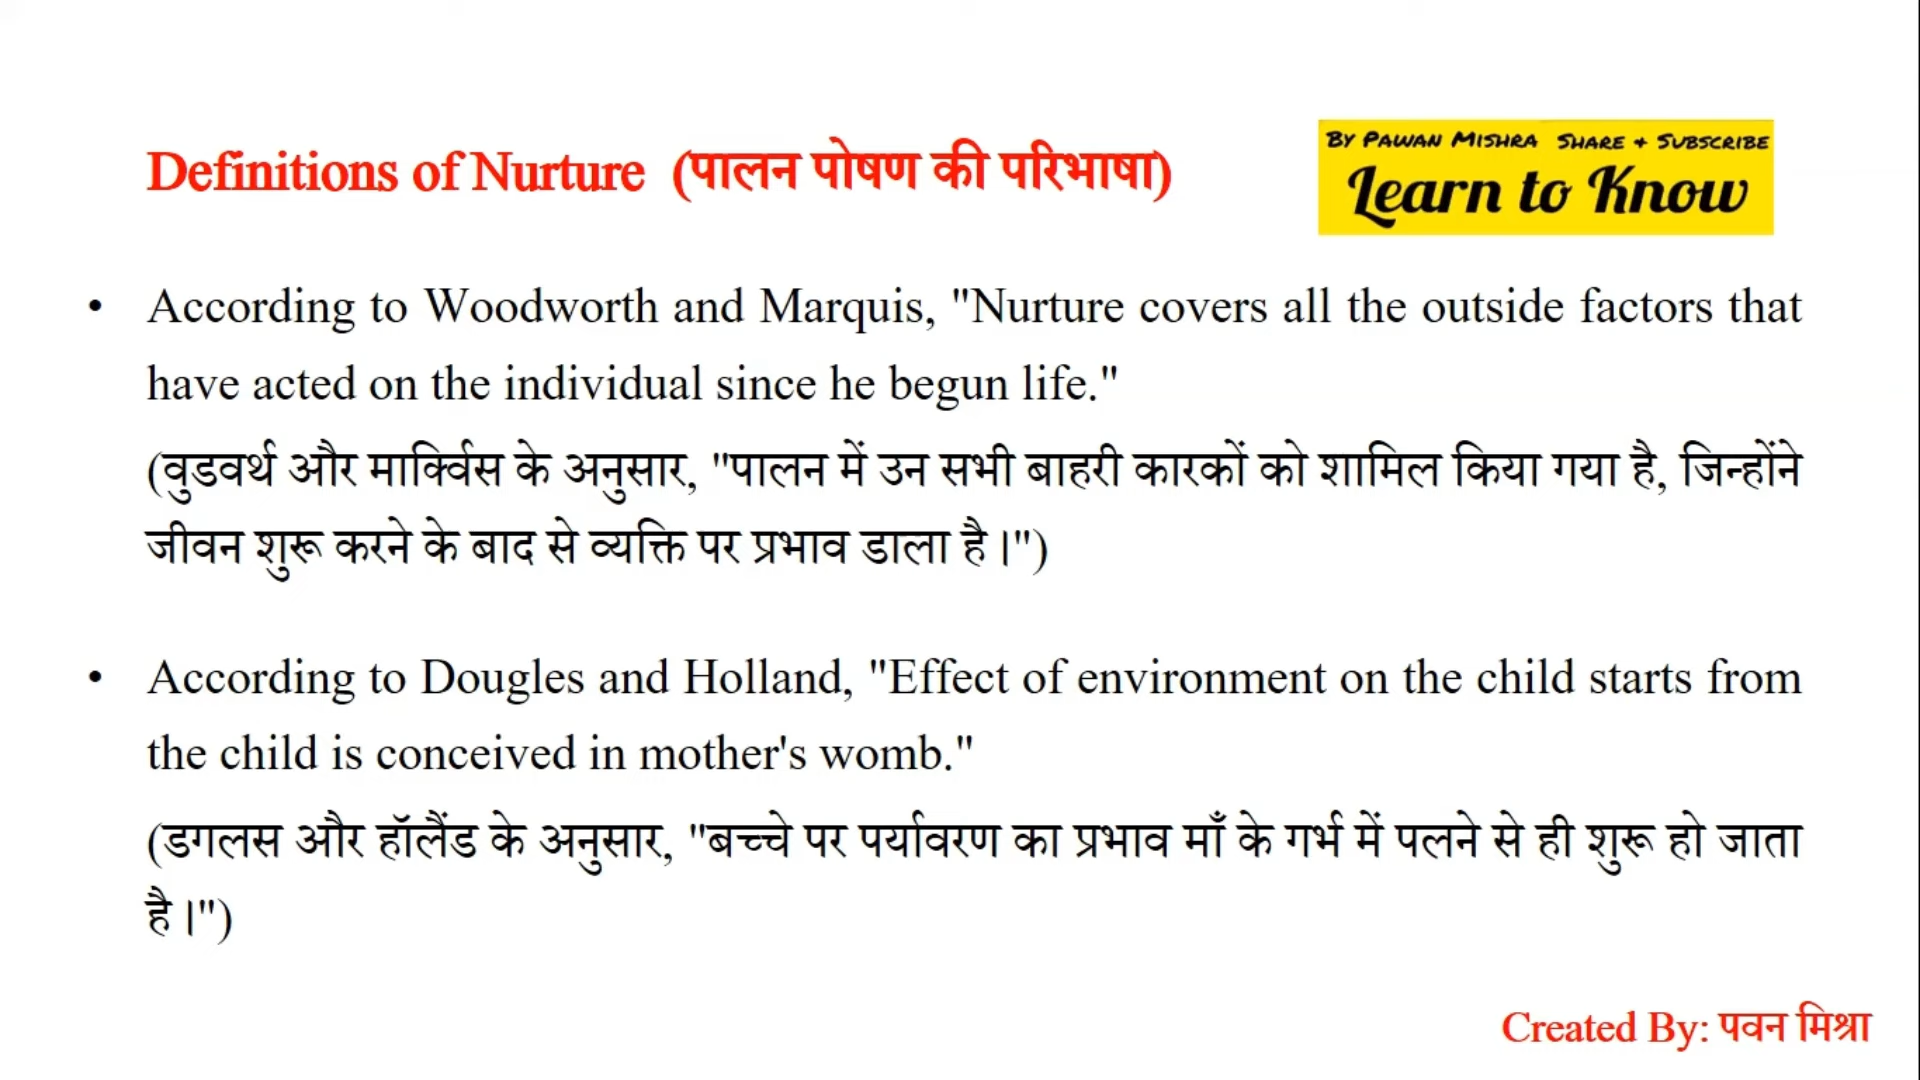 Definitions of Nurture (पालन पोषण की परिभाषा)
BY PAWAN MISHRA SHARE + SUBSCRIBE
Learn to Know
• According to Woodworth and Marquis, "Nurture covers all the outside factors that
have acted on the individual since he begun life."
(वुडवर्थ और मार्क्विस के अनुसार, "पालन में उन सभी बाहरी कारकों को शामिल किया गया है, जिन्होंने
जीवन शुरू करने के बाद से व्यक्ति पर प्रभाव डाला है।")
• According to Dougles and Holland, "Effect of environment on the child starts from
the child is conceived in mother's womb."
(डगलस और हॉलैंड के अनुसार, "बच्चे पर पर्यावरण का प्रभाव माँ के गर्भ में पलने से ही शुरू हो जाता
है।")
Created By: पवन मिश्रा